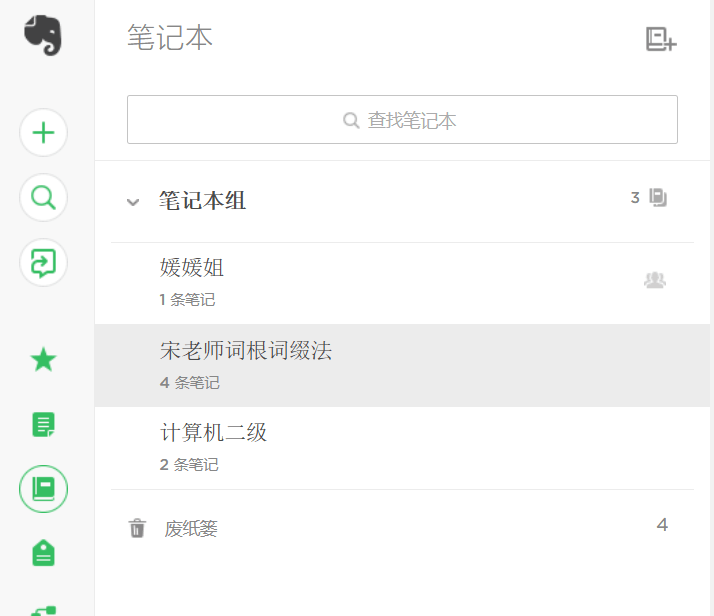 笔记本
查找笔记本
笔记本组 3
媛媛姐
1 条笔记
宋老师词根词缀法
4 条笔记
计算机二级
2 条笔记
废纸篓 4